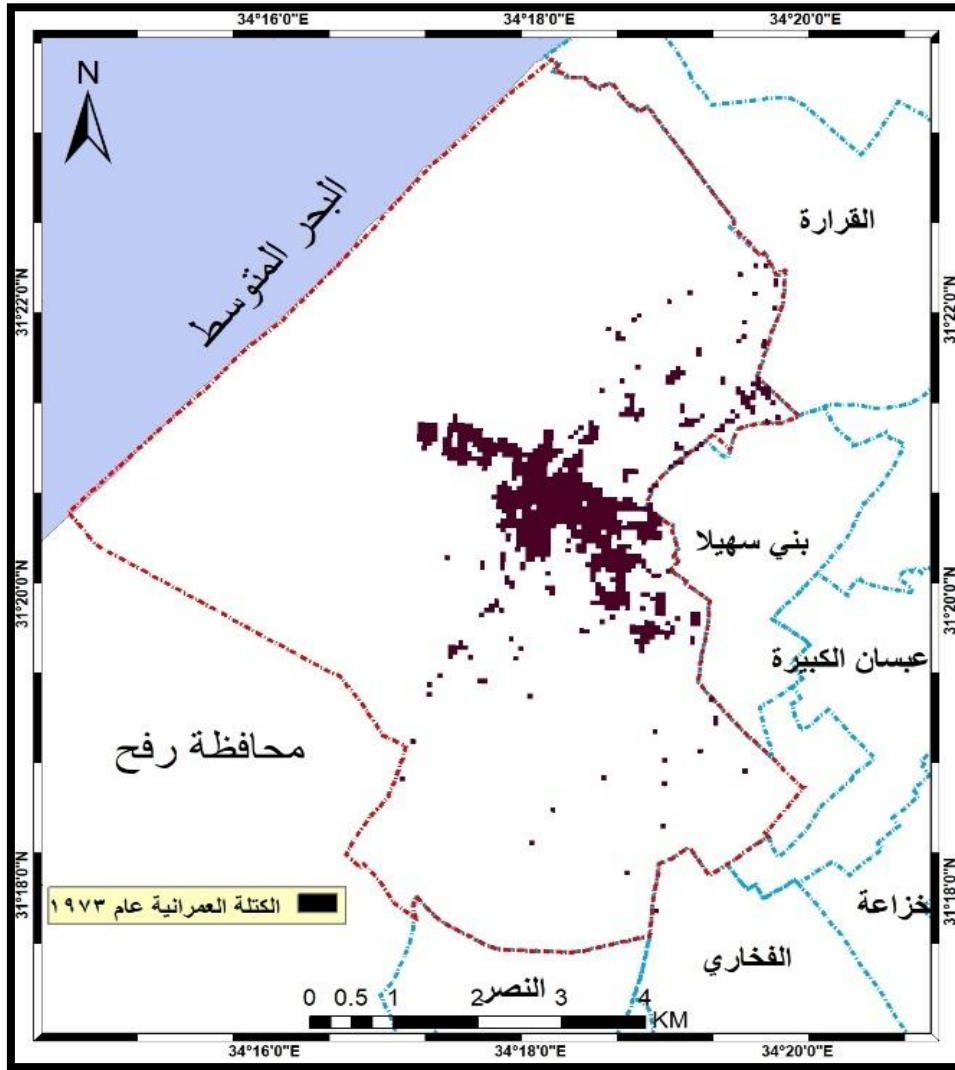 34°16'0"E
34°18'0"E
34°20'0"E
N
البحر المتوسط
القرارة
31°22'0"N
31°22'0"N
بني سهيلا
31°20'0"N
31°20'0"N
عبسان الكبيرة
محافظة رفح
31°18'0"N
31°18'0"N
الكتلة العمرانية عام ١٩٧٣
خزاعة
الفخاري
النصر
0 0.5 1 2 3 4
KM
34°16'0"E
34°18'0"E
34°20'0"E